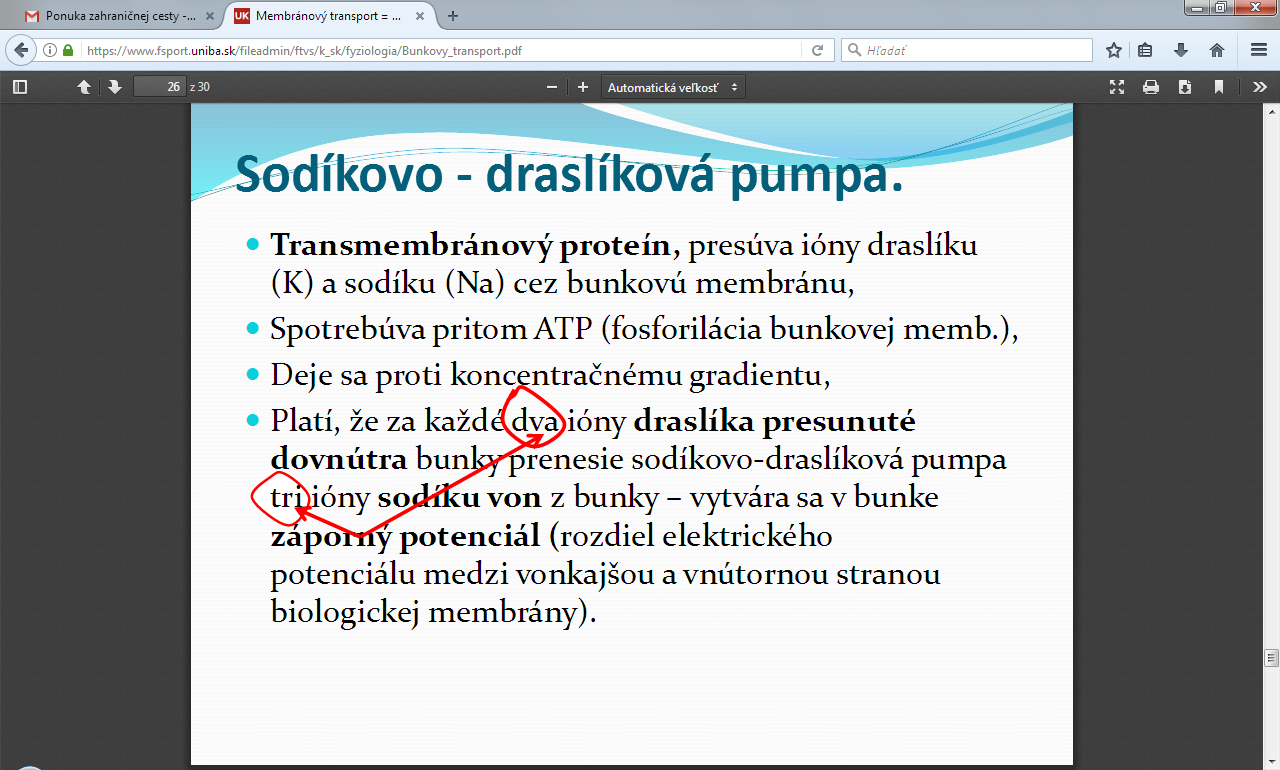 Ponuka zahraničnej cesty -...
UK Membránový transport = ...
https://www.fsport.uniba.sk/fileadmin/ftvs/k_sk/fyziologia/Bunkovy_transport.pdf
Hľadať
26 z 30
Automatická veľkosť
Sodíkovo - draslíková pumpa.
Transmembránový proteín, presúva ióny draslíku
(K) a sodíku (Na) cez bunkovú membránu,
Spotrebúva pritom ATP (fosforilácia bunkovej memb.),
Deje sa proti koncentračnému gradientu,
Platí, že za každé dva ióny draslíka presunuté
dovnútra bunky prenesie sodíkovo-draslíková pumpa
tri ióny sodíku von z bunky – vytvára sa v bunke
záporný potenciál (rozdiel elektrického
potenciálu medzi vonkajšou a vnútornou stranou
biologickej membrány).